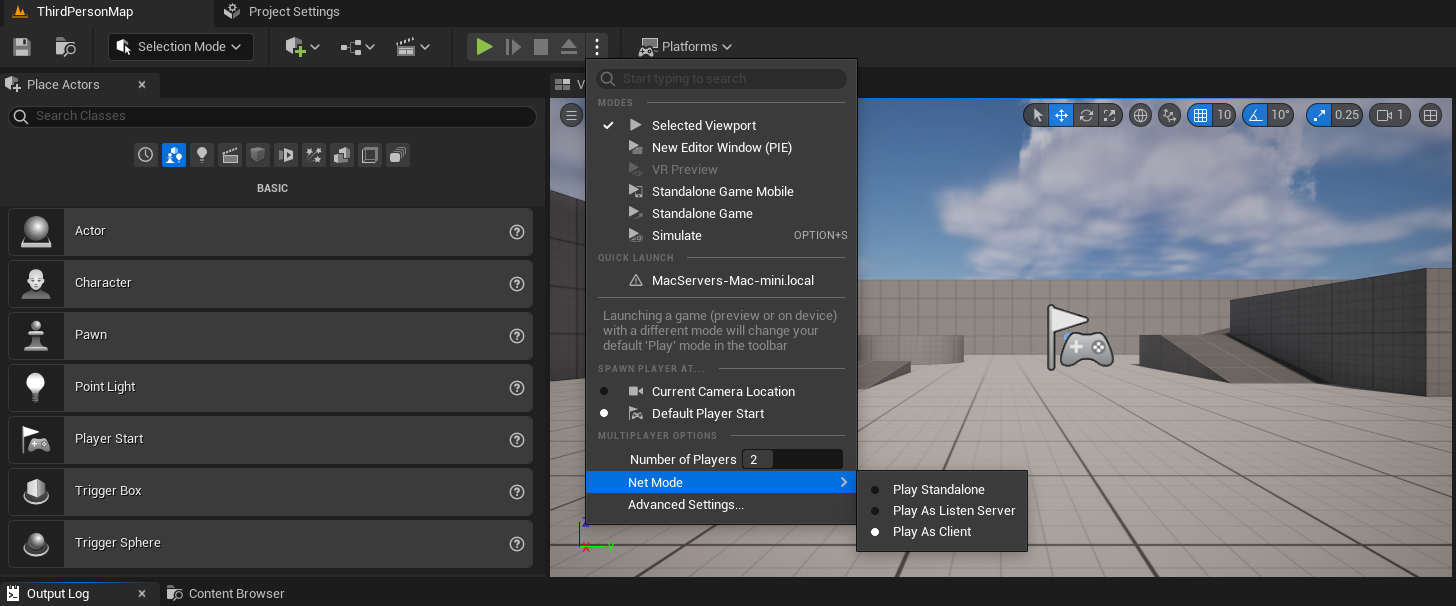 ThirdPersonMap
Project Settings
Selection Mode
Platforms
Place Actors
Search Classes
BASIC
Actor
Character
Pawn
Point Light
Player Start
Trigger Box
Trigger Sphere
Start typing to search
MODES
Selected Viewport
New Editor Window (PIE)
VR Preview
Standalone Game Mobile
Standalone Game
Simulate OPTION+S
QUICK LAUNCH
MacServers-Mac-mini.local
Launching a game (preview or on device)
with a different mode will change your
default 'Play' mode in the toolbar
SPAWN PLAYER AT...
Current Camera Location
Default Player Start
MULTIPLAYER OPTIONS
Number of Players 2
Net Mode
Advanced Settings...
Play Standalone
Play As Listen Server
Play As Client
10 10° 0.25 1
Z
X Y
Output Log
Content Browser